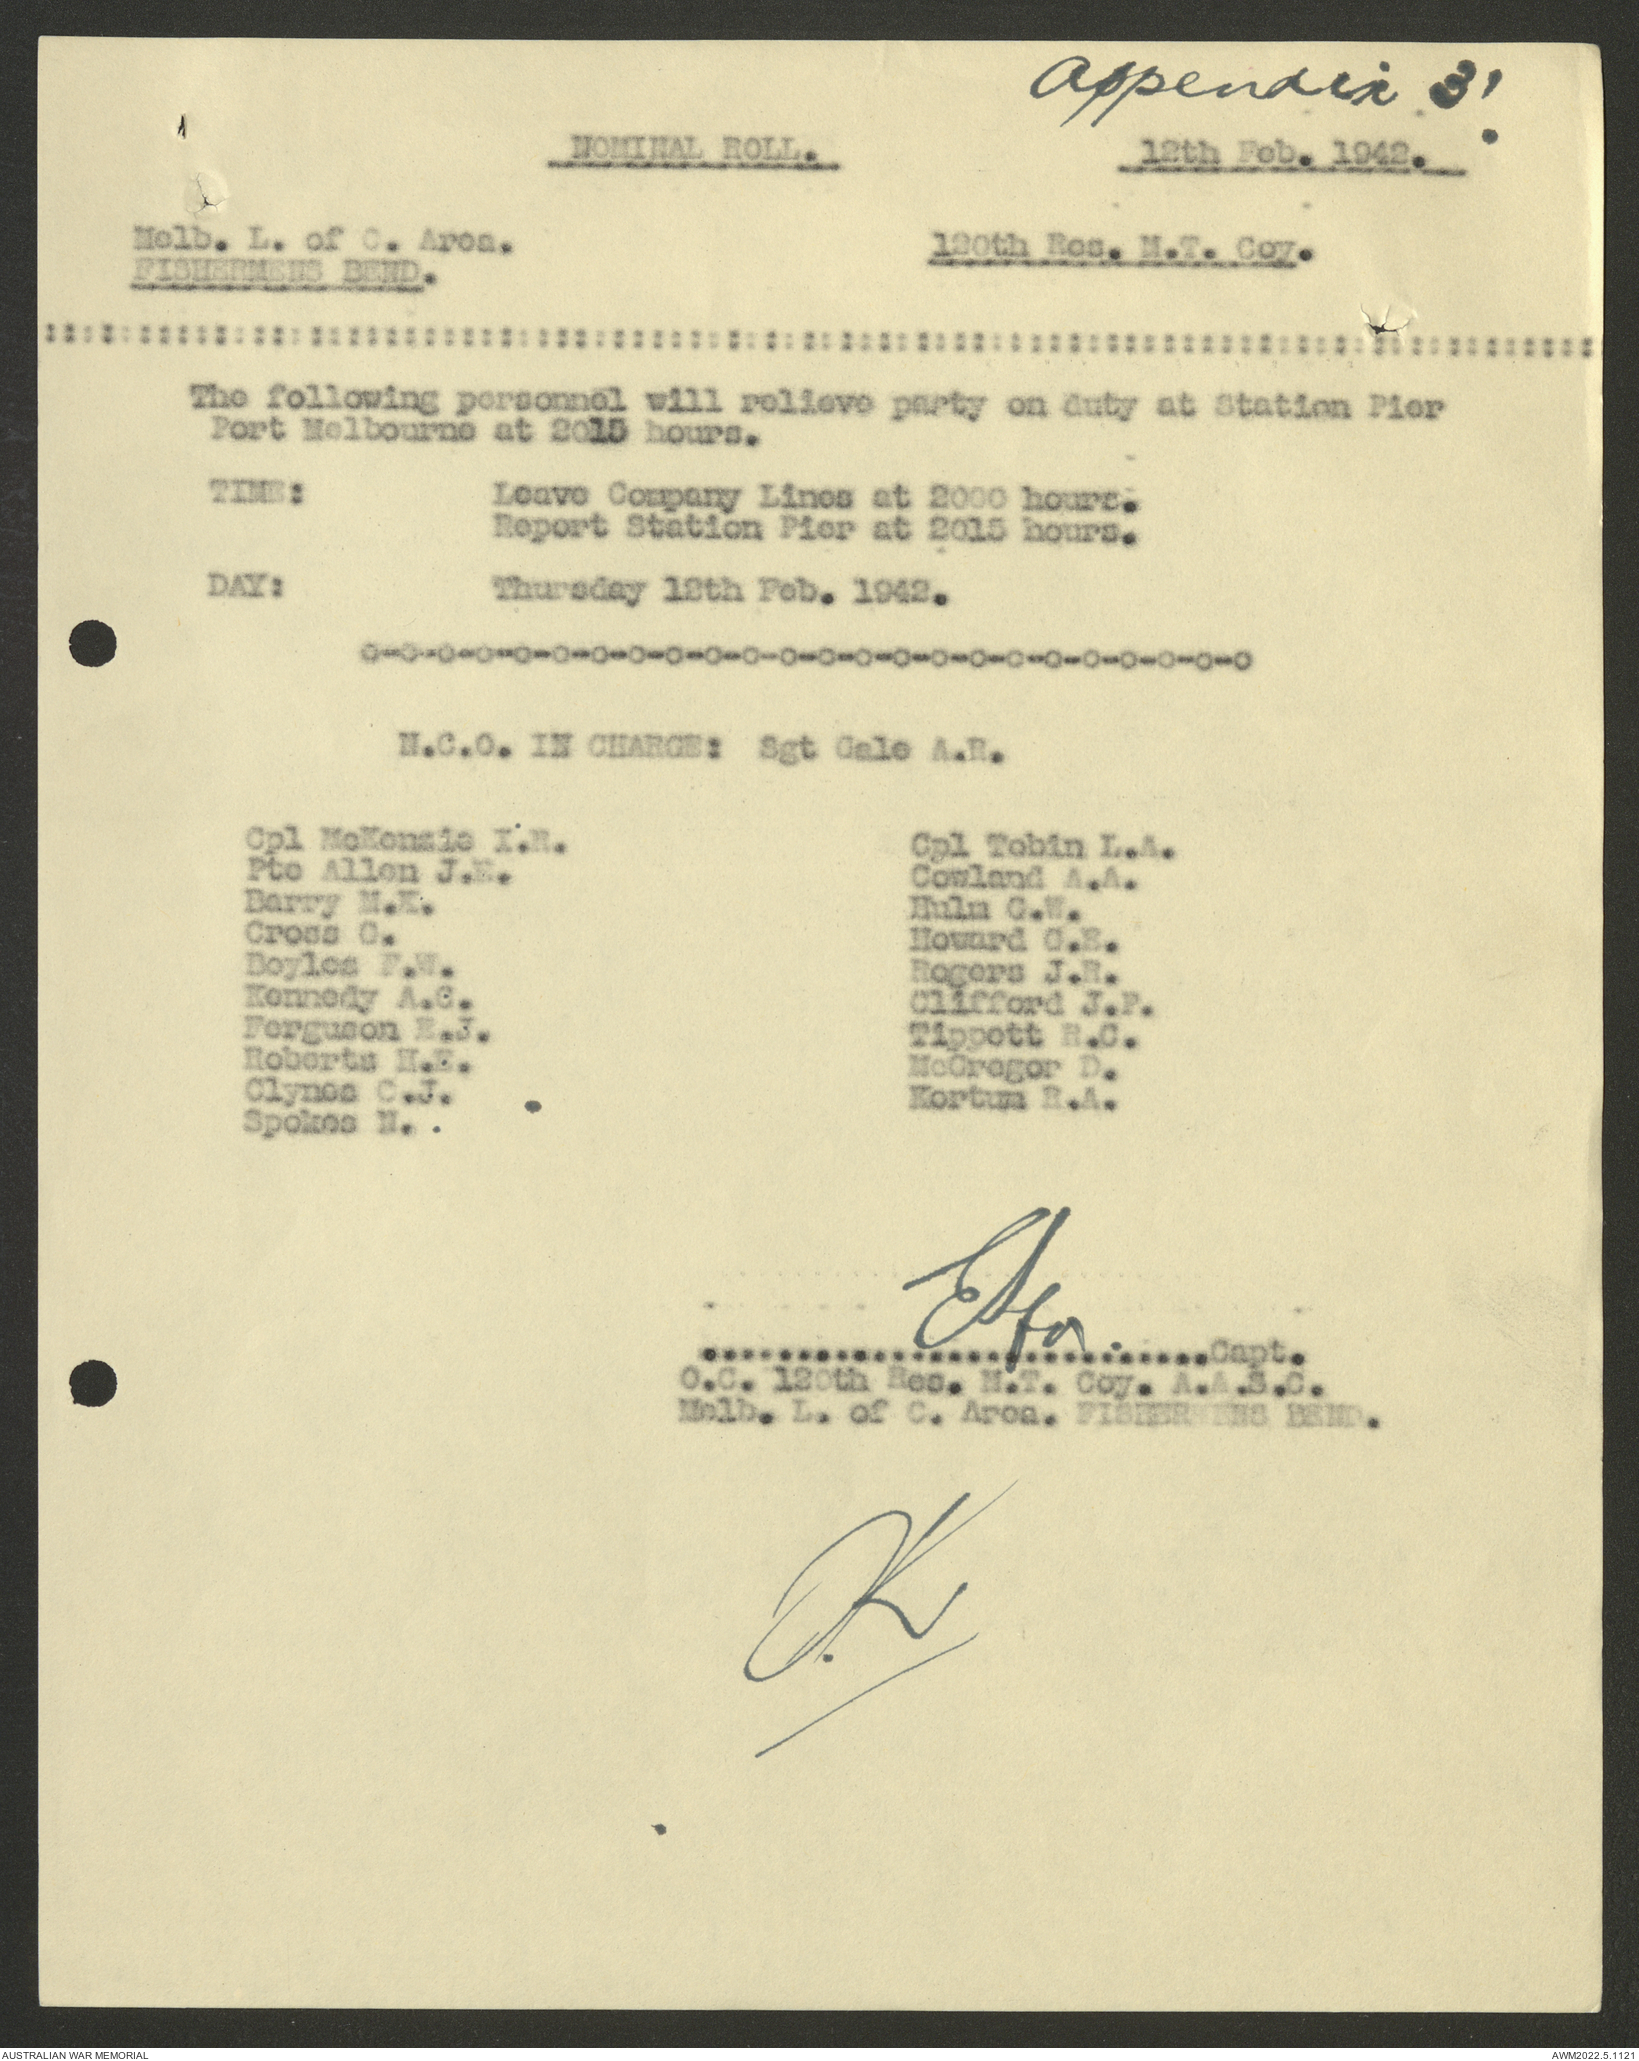 Appendix 3!
NOMINAL ROLL.
12th Feb. 1942.
Melb. L. of C. Area.
120th Res. M.T. Coy.
FISHERMENS BEND.
The following personnel will relieve party on duty at Station Pier
Port Melbourne at 2015 hours.
TIME: Leave Company Lines at 2000 hours.
Report Station Pier at 2015 hours.
DAY: Thursday 12th Feb. 1942.
o-o-o-o-o-o-o-o-o-o-o-o-o-o-o-o-o-o-o-o-o-o-o-o
N.C.O. IN CHARGE: Sgt Gale A.R.
Cpl McKenzie I.R.
Pte Allen J.E.
Barry M.K.
Cross C.
Boyles F.W.
Kennedy A.G.
Ferguson E.J.
Roberts H.E.
Clynes C.J.
Spokes N.
Cpl Tobin L.A.
Cowland A.A.
Hulm G.W.
Howard G.E.
Rogers J.R.
Clifford J.P.
Tippett R.C.
McGregor D.
Kortum R.A.
...........................Capt.
O.C. 120th Res. M.T. Coy. A.A.S.C.
Melb. L. of C. Area. FISHERMENS BEND.
AUSTRALIAN WAR MEMORIAL
AWM2022.5.1121